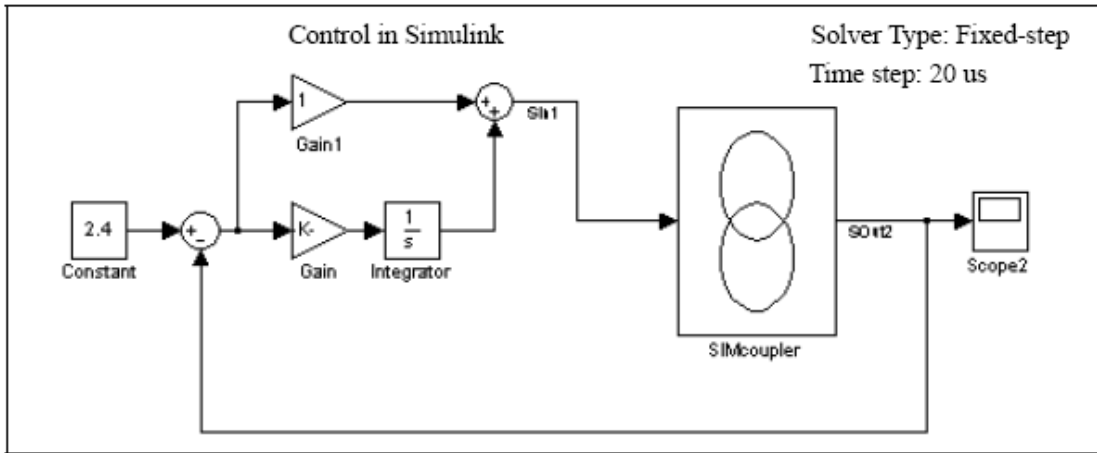 Control in Simulink
Solver Type: Fixed-step
Time step: 20 us
1
Gain1
+
+
SIn1
2.4
Constant
+
-
K-
Gain
1
s
Integrator
SIMcoupler
SOut2
Scope2